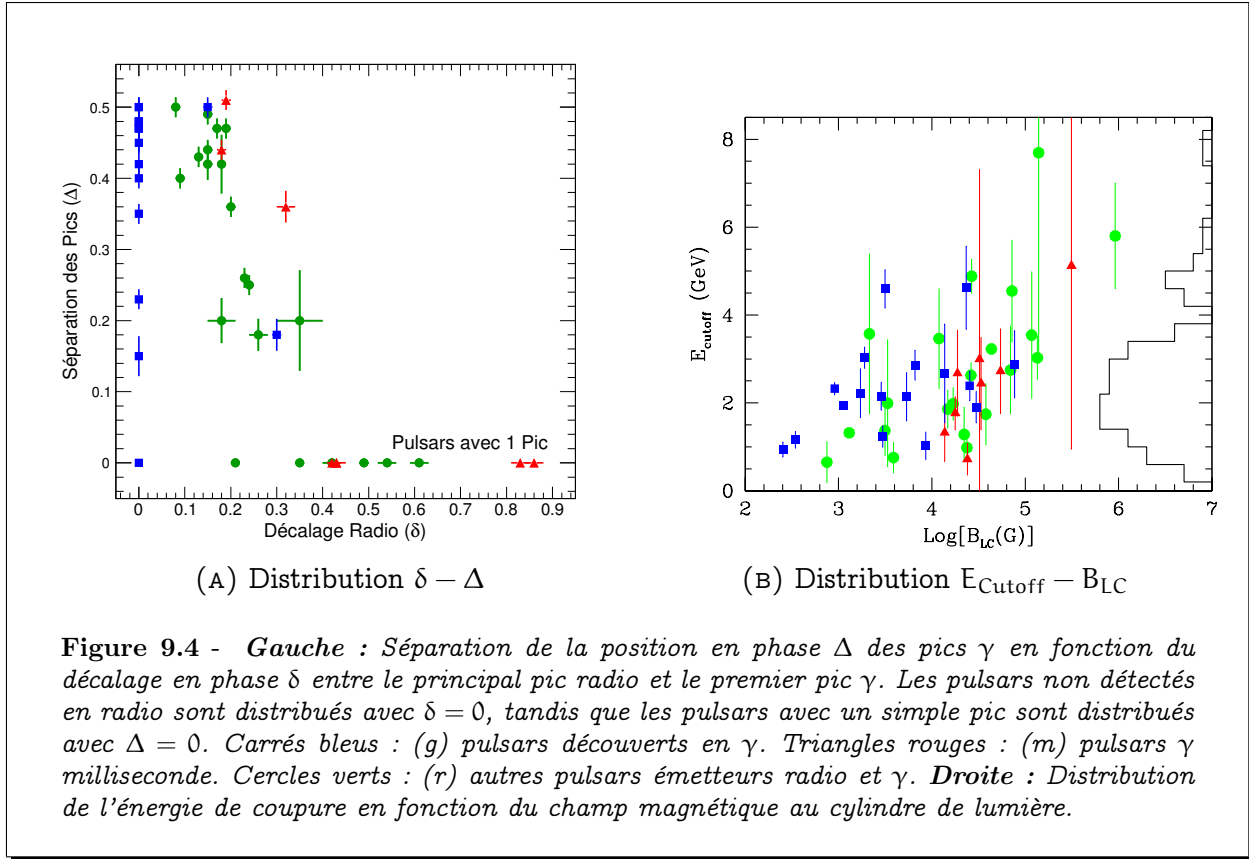 0.5
0.4
0.3
0.2
0.1
0
Séparation des Pics (Δ)
Pulsars avec 1 Pic
0 0.1 0.2 0.3 0.4 0.5 0.6 0.7 0.8 0.9
Décalage Radio (δ)
(A) Distribution δ − Δ
8
6
4
2
0
E_cutoff (GeV)
2 3 4 5 6 7
Log[B_LC(G)]
(B) Distribution E_Cutoff − B_LC
Figure 9.4 - Gauche : Séparation de la position en phase Δ des pics γ en fonction du
décalage en phase δ entre le principal pic radio et le premier pic γ. Les pulsars non détectés
en radio sont distribués avec δ = 0, tandis que les pulsars avec un simple pic sont distribués
avec Δ = 0. Carrés bleus : (g) pulsars découverts en γ. Triangles rouges : (m) pulsars γ
milliseconde. Cercles verts : (r) autres pulsars émetteurs radio et γ. Droite : Distribution
de l'énergie de coupure en fonction du champ magnétique au cylindre de lumière.